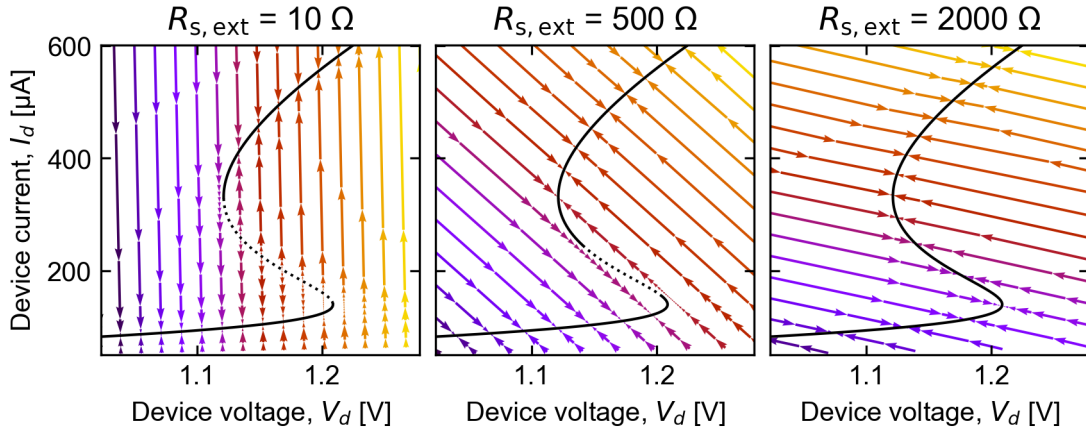 R_s, ext = 10 Ω
R_s, ext = 500 Ω
R_s, ext = 2000 Ω
Device current, I_d [µA]
600
400
200
1.1 1.2
1.1 1.2
1.1 1.2
Device voltage, V_d [V]
Device voltage, V_d [V]
Device voltage, V_d [V]